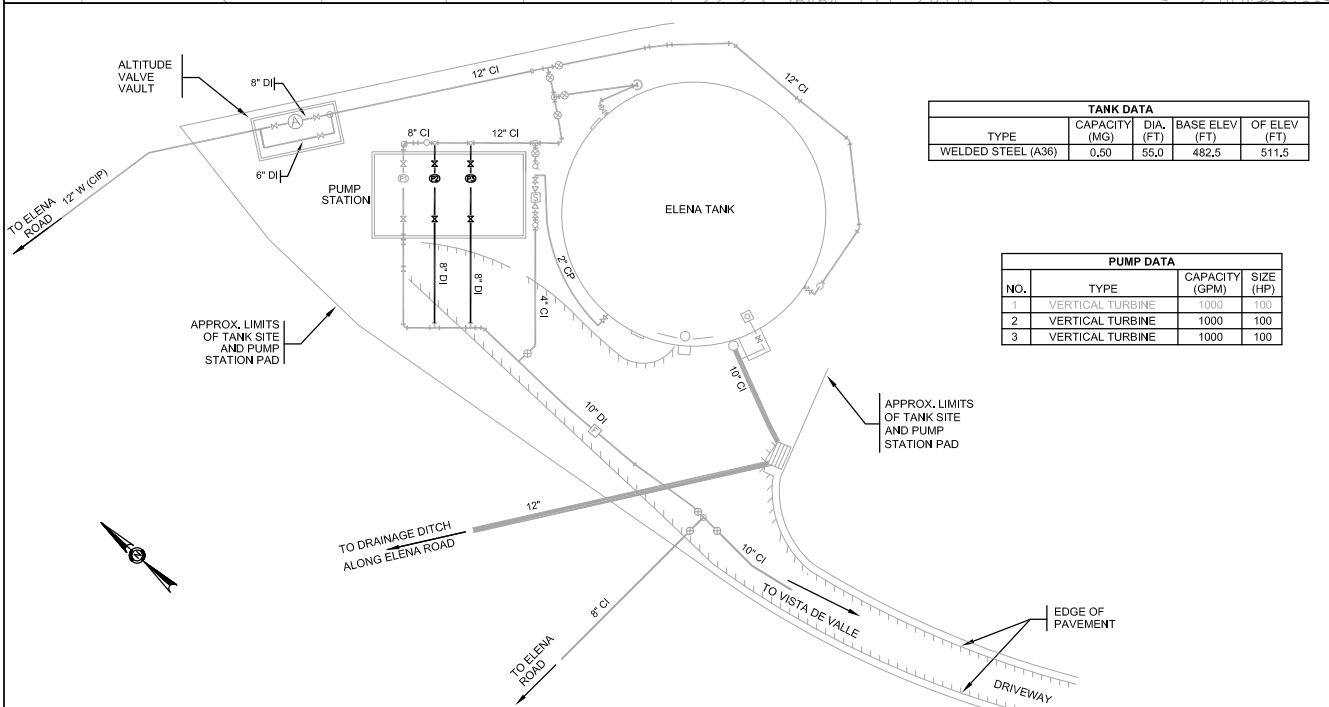 ALTITUDE
VALVE
VAULT
8" DI
12" CI
12" CI
A
6" DI
8" CI
12" CI
12" W (CIP)
TO ELENA
ROAD
PUMP
STATION
P1
P2
P3
S
ELENA TANK
2" CP
8" DI
8" DI
4" CI
APPROX. LIMITS
OF TANK SITE
AND PUMP
STATION PAD
10" CI
10" DI
F
APPROX. LIMITS
OF TANK SITE
AND PUMP
STATION PAD
12"
TO DRAINAGE DITCH
ALONG ELENA ROAD
N
10" CI
8" CI
TO VISTA DE VALLE
TO ELENA
ROAD
EDGE OF
PAVEMENT
DRIVEWAY
TANK DATA
TYPE CAPACITY (MG) DIA. (FT) BASE ELEV (FT) OF ELEV (FT)
WELDED STEEL (A36) 0.50 55.0 482.5 511.5
PUMP DATA
NO. TYPE CAPACITY (GPM) SIZE (HP)
1 VERTICAL TURBINE 1000 100
2 VERTICAL TURBINE 1000 100
3 VERTICAL TURBINE 1000 100